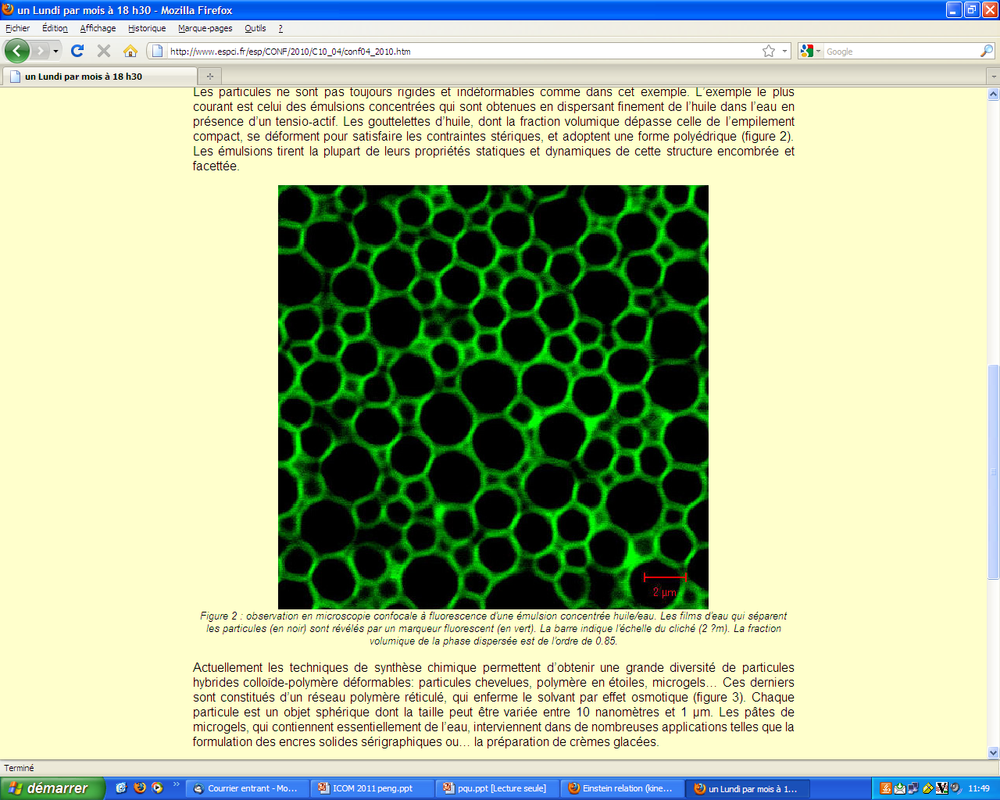 un Lundi par mois à 18 h30 - Mozilla Firefox
Fichier Édition Affichage Historique Marque-pages Outils ?
http://www.espci.fr/esp/CONF/2010/C10_04/conf04_2010.htm
Google
un Lundi par mois à 18 h30
Les particules ne sont pas toujours rigides et indéformables comme dans cet exemple. L'exemple le plus
courant est celui des émulsions concentrées qui sont obtenues en dispersant finement de l'huile dans l'eau en
présence d'un tensio-actif. Les gouttelettes d'huile, dont la fraction volumique dépasse celle de l'empilement
compact, se déforment pour satisfaire les contraintes stériques, et adoptent une forme polyédrique (figure 2).
Les émulsions tirent la plupart de leurs propriétés statiques et dynamiques de cette structure encombrée et
facettée.
2 µm
Figure 2 : observation en microscopie confocale à fluorescence d'une émulsion concentrée huile/eau. Les films d'eau qui séparent
les particules (en noir) sont révélés par un marqueur fluorescent (en vert). La barre indique l'échelle du cliché (2 ?m). La fraction
volumique de la phase dispersée est de l'ordre de 0.85.
Actuellement les techniques de synthèse chimique permettent d'obtenir une grande diversité de particules
hybrides colloïde-polymère déformables: particules chevelues, polymère en étoiles, microgels... Ces derniers
sont constitués d'un réseau polymère réticulé, qui enferme le solvant par effet osmotique (figure 3). Chaque
particule est un objet sphérique dont la taille peut être variée entre 10 nanomètres et 1 µm. Les pâtes de
microgels, qui contiennent essentiellement de l'eau, interviennent dans de nombreuses applications telles que la
formulation des encres solides sérigraphiques ou... la préparation de crèmes glacées.
Terminé
démarrer
Courrier entrant - Mo...
ICOM 2011 peng.ppt
pqu.ppt [Lecture seule]
Einstein relation (kine...
un Lundi par mois à 1...
11:49